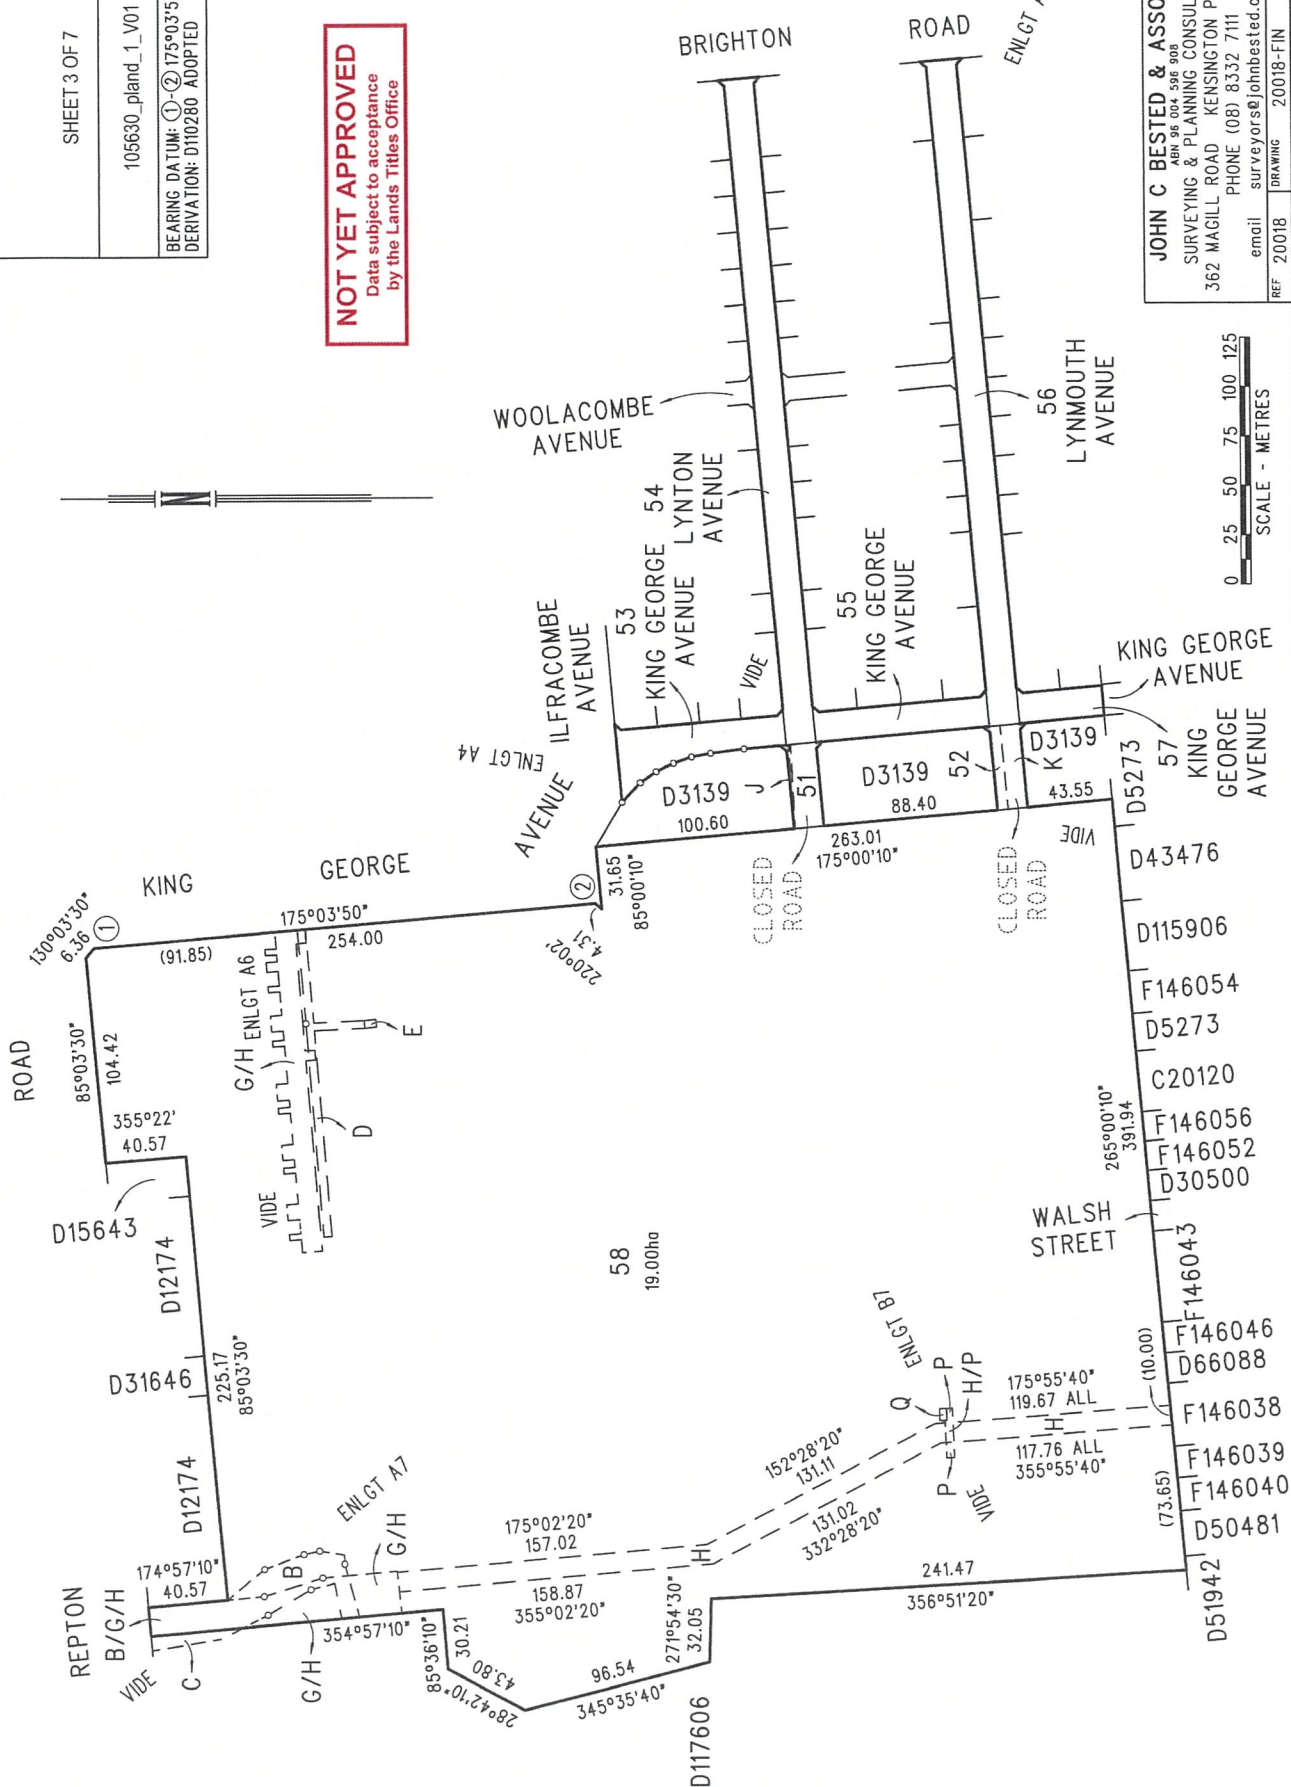 SHEET 3 OF 7
105630_pland_1_V01
BEARING DATUM: ①-② 175°03'5
DERIVATION: D110280 ADOPTED
NOT YET APPROVED
Data subject to acceptance
by the Lands Titles Office
N
BRIGHTON
ROAD
ENLGT A
WOOLACOMBE
AVENUE
54
LYNTON
AVENUE
56
LYNMOUTH
AVENUE
ILFRACOMBE
AVENUE
53
KING GEORGE
AVENUE
VIDE
55
KING GEORGE
AVENUE
KING GEORGE
AVENUE
57
KING
GEORGE
AVENUE
ENLGT A4
AVENUE
GEORGE
KING
ROAD
130°03'30"
6.36
①
85°03'30"
104.42
355°22'
40.57
(91.85)
175°03'50"
254.00
②
220°02'
4.31
31.65
85°00'10"
D3139
100.60
J
51
D3139
88.40
52
K
D3139
43.55
263.01
175°00'10"
CLOSED
ROAD
CLOSED
ROAD
VIDE
G/H
ENLGT A6
VIDE
D
E
D15643
D12174
D31646
225.17
85°03'30"
D12174
58
19.00ha
REPTON
B/G/H
174°57'10"
40.57
VIDE
C
B
ENLGT A7
G/H
G/H
354°57'10"
85°36'10"
30.21
28°42'10"
43.80
96.54
345°35'40"
271°54'30"
32.05
D117606
175°02'20"
157.02
158.87
355°02'20"
H
152°28'20"
131.11
131.02
332°28'20"
Q
ENLGT B7
P
P
H/P
VIDE
175°55'40"
119.67 ALL
H
117.76 ALL
355°55'40"
(10.00)
(73.65)
241.47
356°51'20"
265°00'10"
391.94
WALSH
STREET
D5273
D43476
D115906
F146054
D5273
C20120
F146056
F146052
D30500
F146043
F146046
D66088
F146038
F146039
F146040
D50481
D51942
0 25 50 75 100 125
SCALE - METRES
JOHN C BESTED & ASSO
ABN 96 004 596 908
SURVEYING & PLANNING CONSUL
362 MAGILL ROAD KENSINGTON P
PHONE (08) 8332 7111
email surveyors@johnbested.c
REF 20018 DRAWING 20018-FIN